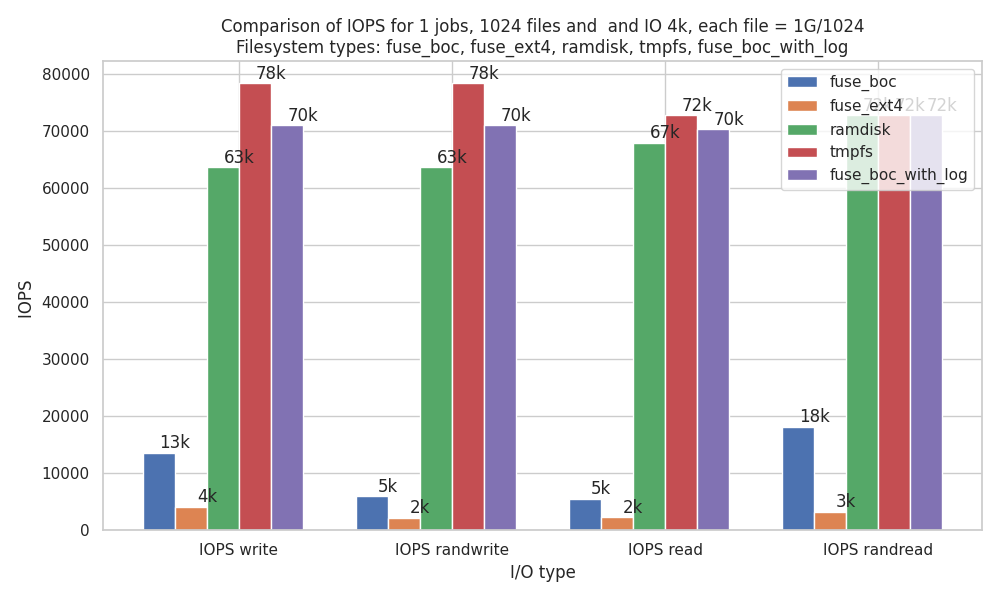 Comparison of IOPS for 1 jobs, 1024 files and  and IO 4k, each file = 1G/1024
Filesystem types: fuse_boc, fuse_ext4, ramdisk, tmpfs, fuse_boc_with_log
80000
70000
60000
50000
40000
30000
20000
10000
0
IOPS
13k
4k
63k
78k
70k
5k
2k
63k
78k
70k
5k
2k
67k
72k
70k
18k
3k
72k
72k
72k
fuse_boc
fuse_ext4
ramdisk
tmpfs
fuse_boc_with_log
IOPS write
IOPS randwrite
IOPS read
IOPS randread
I/O type